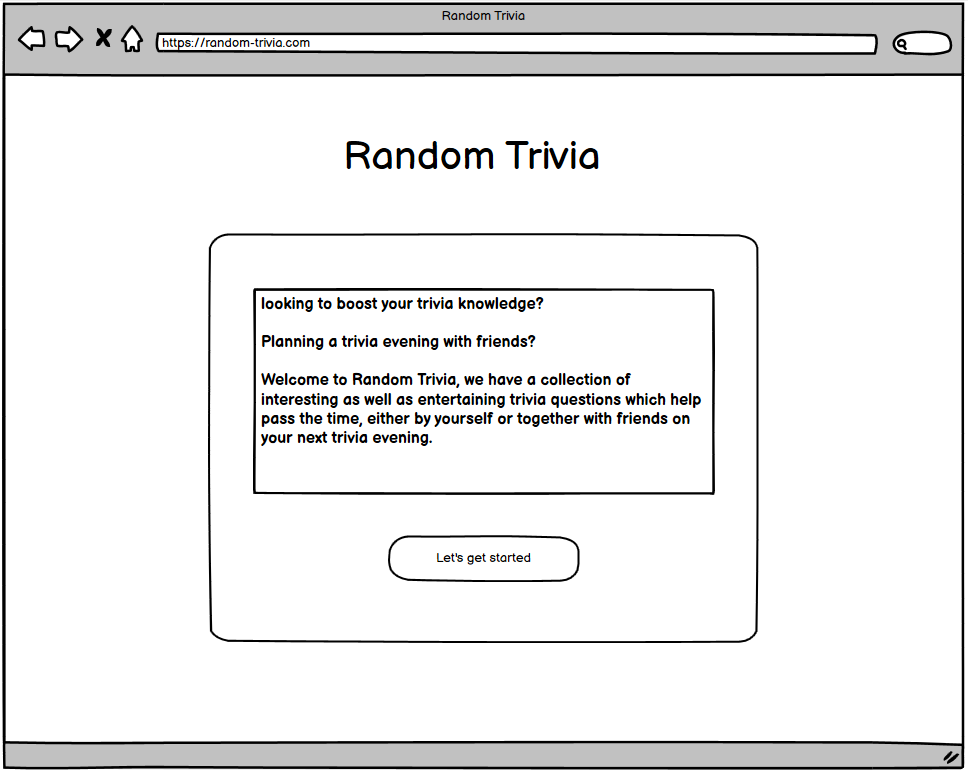 Random Trivia
https://random-trivia.com
Random Trivia
looking to boost your trivia knowledge?
Planning a trivia evening with friends?
Welcome to Random Trivia, we have a collection of
interesting as well as entertaining trivia questions which help
pass the time, either by yourself or together with friends on
your next trivia evening.
Let's get started